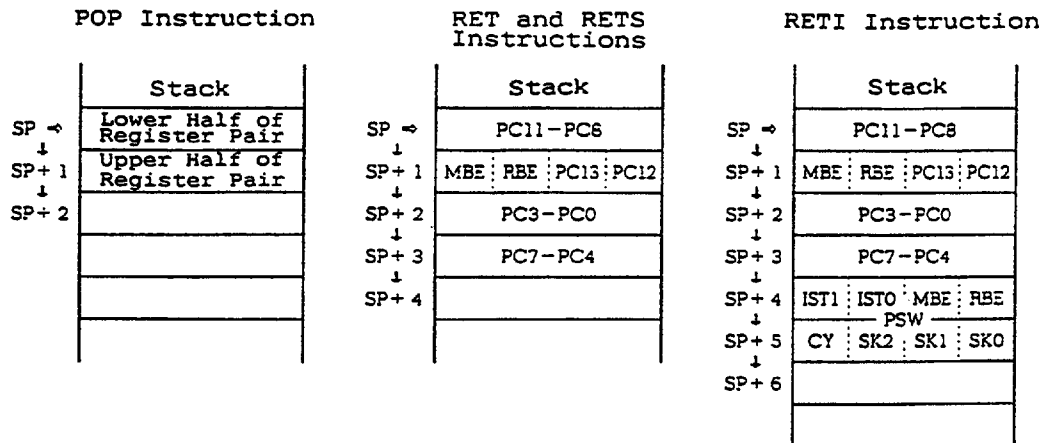 POP Instruction
Stack
SP ⇒ Lower Half of
Register Pair
↓
SP+1 Upper Half of
Register Pair
↓
SP+2
RET and RETS
Instructions
Stack
SP ⇒ PC11-PC8
↓
SP+1 MBE RBE PC13 PC12
↓
SP+2 PC3-PC0
↓
SP+3 PC7-PC4
↓
SP+4
RETI Instruction
Stack
SP ⇒ PC11-PC8
↓
SP+1 MBE RBE PC13 PC12
↓
SP+2 PC3-PC0
↓
SP+3 PC7-PC4
↓
SP+4 IST1 IST0 MBE RBE
↓ PSW
SP+5 CY SK2 SK1 SK0
↓
SP+6